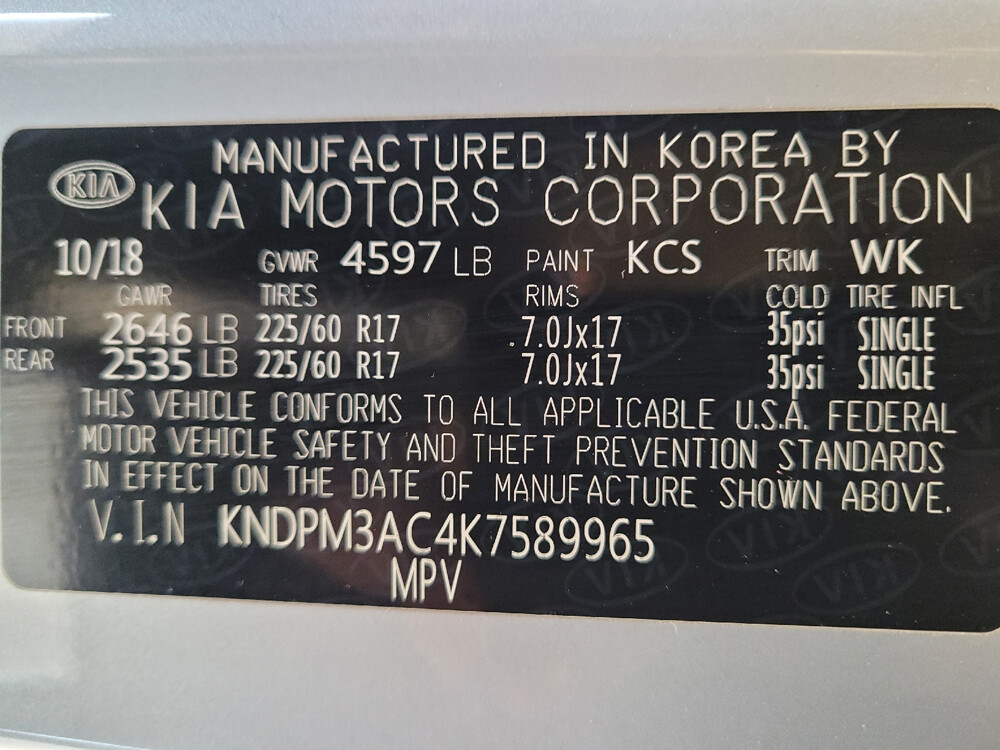 MANUFACTURED IN KOREA BY
KIA
KIA MOTORS CORPORATION
10/18 GVWR 4597 LB PAINT KCS TRIM WK
GAWR TIRES RIMS COLD TIRE INFL
FRONT 2646 LB 225/60 R17 7.0Jx17 35psi SINGLE
REAR 2535 LB 225/60 R17 7.0Jx17 35psi SINGLE
THIS VEHICLE CONFORMS TO ALL APPLICABLE U.S.A. FEDERAL
MOTOR VEHICLE SAFETY AND THEFT PREVENTION STANDARDS
IN EFFECT ON THE DATE OF MANUFACTURE SHOWN ABOVE.
V.I.N KNDPM3AC4K7589965
MPV